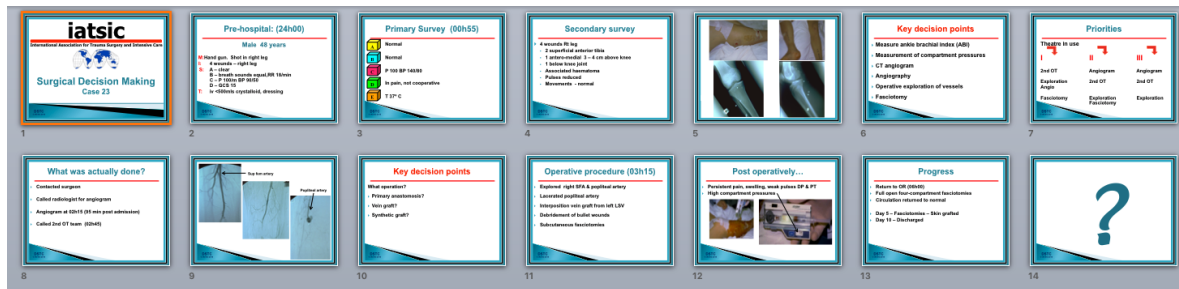 iatsic
International Association for Trauma Surgery and Intensive Care
Surgical Decision Making
Case 23
1
Pre-hospital: (24h00)
Male 48 years
M: Hand gun. Shot in right leg
I: 4 wounds – right leg
S: A – clear
B – breath sounds equal, RR 18/min
C – P 100/m BP 90/50
D – GCS 15
T: iv <500mls crystalloid, dressing
2
Primary Survey (00h55)
A Normal
B Normal
C P 100 BP 140/80
D In pain, not cooperative
E T 37° C
3
Secondary survey
4 wounds Rt leg
- 2 superficial anterior tibia
- 1 antero-medial 3 – 4 cm above knee
- 1 below knee joint
- Associated haematoma
- Pulses reduced
- Movements - normal
4
5
Key decision points
Measure ankle brachial index (ABI)
Measurement of compartment pressures
CT angiogram
Angiography
Operative exploration of vessels
Fasciotomy
6
Priorities
Theatre in use
I II III
2nd OT Angiogram Angiogram
Exploration 2nd OT 2nd OT
Angio
Fasciotomy Exploration Exploration
Fasciotomy
7
What was actually done?
Contacted surgeon
Called radiologist for angiogram
Angiogram at 02h15 (95 min post admission)
Called 2nd OT team (02h45)
8
Sup fem artery
Popliteal artery
9
Key decision points
What operation?
Primary anastomosis?
Vein graft?
Synthetic graft?
10
Operative procedure (03h15)
Explored right SFA & popliteal artery
Lacerated popliteal artery
Interposition vein graft from left LSV
Debridement of bullet wounds
Subcutaneous fasciotomies
11
Post operatively…
Persistent pain, swelling, weak pulses DP & PT
High compartment pressures
12
Progress
Return to OR (06h00)
Full open four-compartment fasciotomies
Circulation returned to normal
Day 5 – Fasciotomies – Skin grafted
Day 10 – Discharged
13
?
14